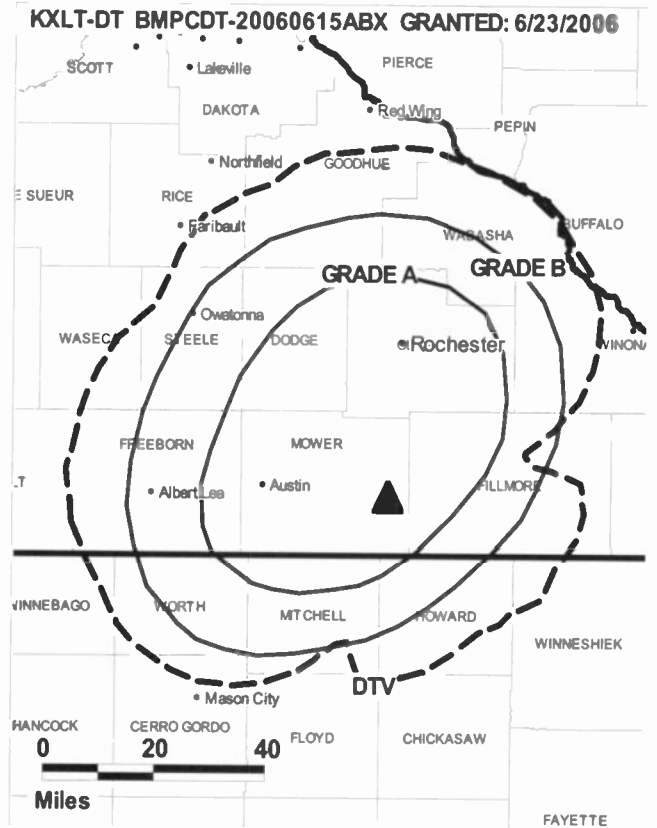 KXLT-DT BMPCDT-20060615ABX GRANTED: 6/23/2006
SCOTT
Lakeville
PIERCE
DAKOTA
Red Wing
PEPIN
Northfield
GOODHUE
E SUEUR
RICE
Faribault
BUFFALO
WABASHA
GRADE A
GRADE B
Owatonna
WASECA
STEELE
DODGE
Rochester
WINONA
FREEBORN
MOWER
LT
Albert Lea
Austin
FILLMORE
WINNEBAGO
WORTH
MITCHELL
HOWARD
WINNESHIEK
DTV
Mason City
HANCOCK
CERRO GORDO
FLOYD
CHICKASAW
0 20 40
Miles
FAYETTE